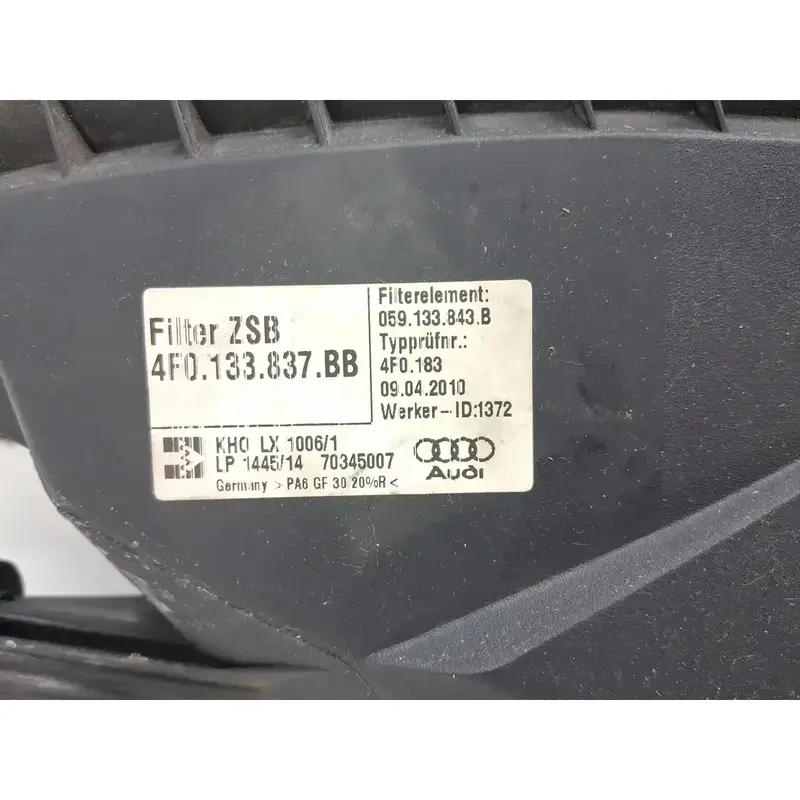 Filter ZSB
4F0.133.837.BB
Filterelement:
059.133.843.B
Typprüfnr.:
4F0.183
09.04.2010
Werker-ID:1372
KHO LX 1006/1
LP 1445/14 70345007
Germany >PA6 GF 30 20%R<
Audi